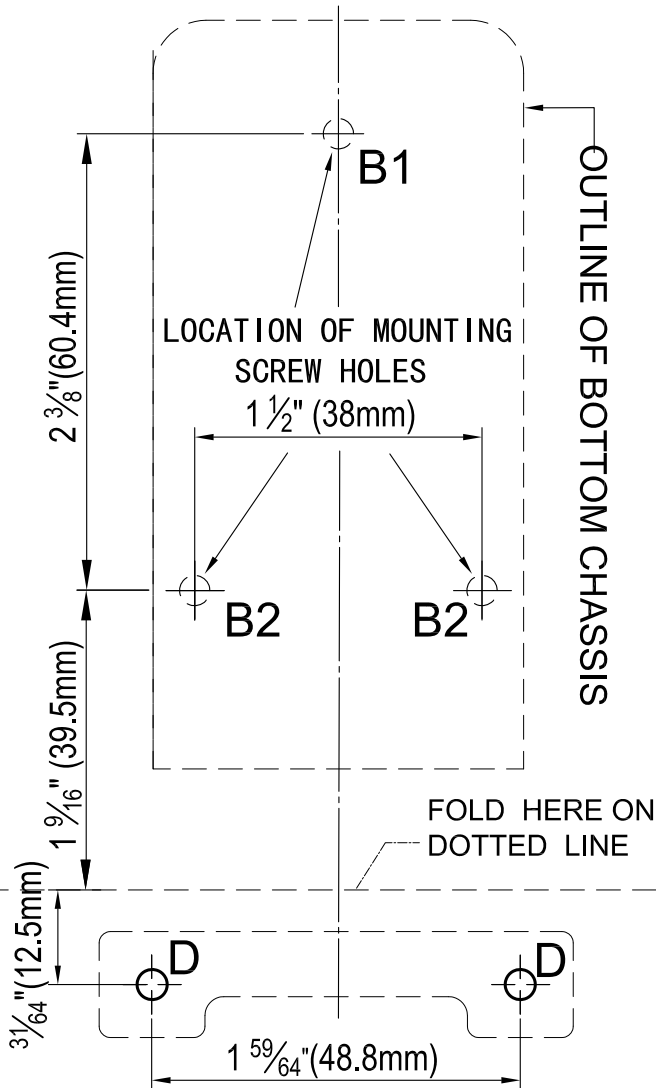 B1
OUTLINE OF BOTTOM CHASSIS
2 3/8"(60.4mm)
LOCATION OF MOUNTING
SCREW HOLES
1 1/2" (38mm)
B2
B2
1 9/16" (39.5mm)
FOLD HERE ON
DOTTED LINE
31/64"(12.5mm)
D
D
1 59/64"(48.8mm)